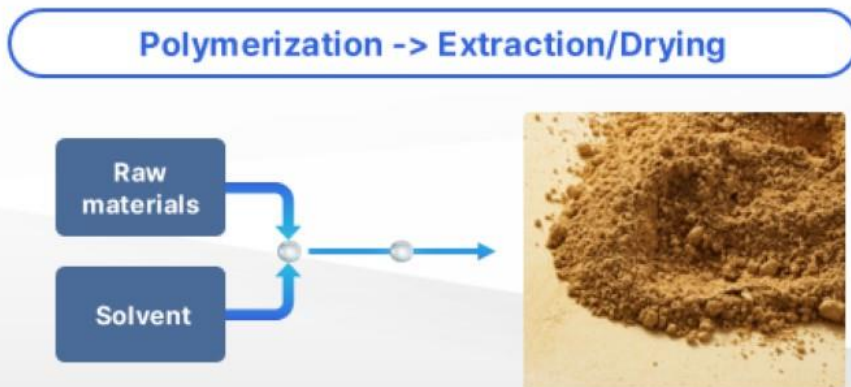 Polymerization -> Extraction/Drying
Raw
materials
Solvent